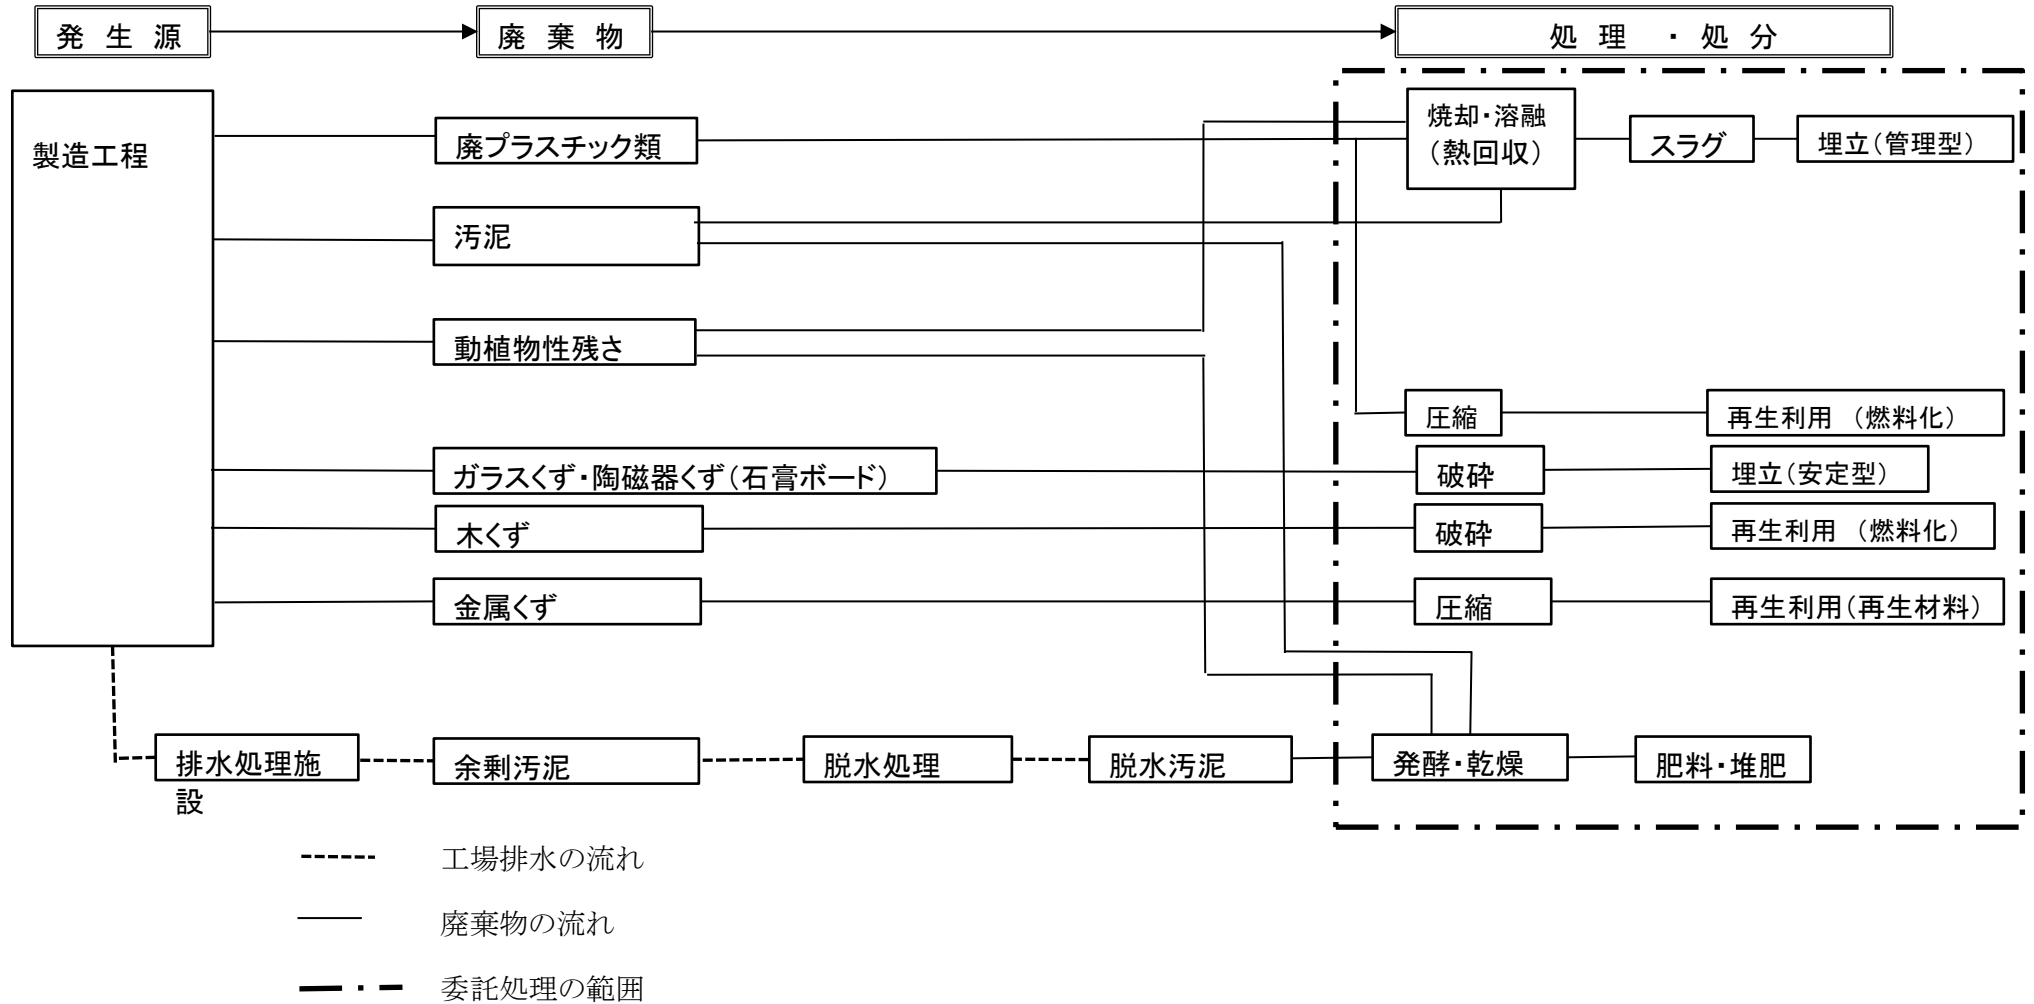 発 生 源
廃 棄 物
処 理 ・ 処 分
製造工程
廃プラスチック類
焼却・溶融
（熱回収）
スラグ
埋立（管理型）
汚泥
動植物性残さ
圧縮
再生利用 （燃料化）
ガラスくず・陶磁器くず（石膏ボード）
破砕
埋立（安定型）
木くず
破砕
再生利用 （燃料化）
金属くず
圧縮
再生利用（再生材料）
排水処理施
設
余剰汚泥
脱水処理
脱水汚泥
発酵・乾燥
肥料・堆肥
工場排水の流れ
廃棄物の流れ
委託処理の範囲